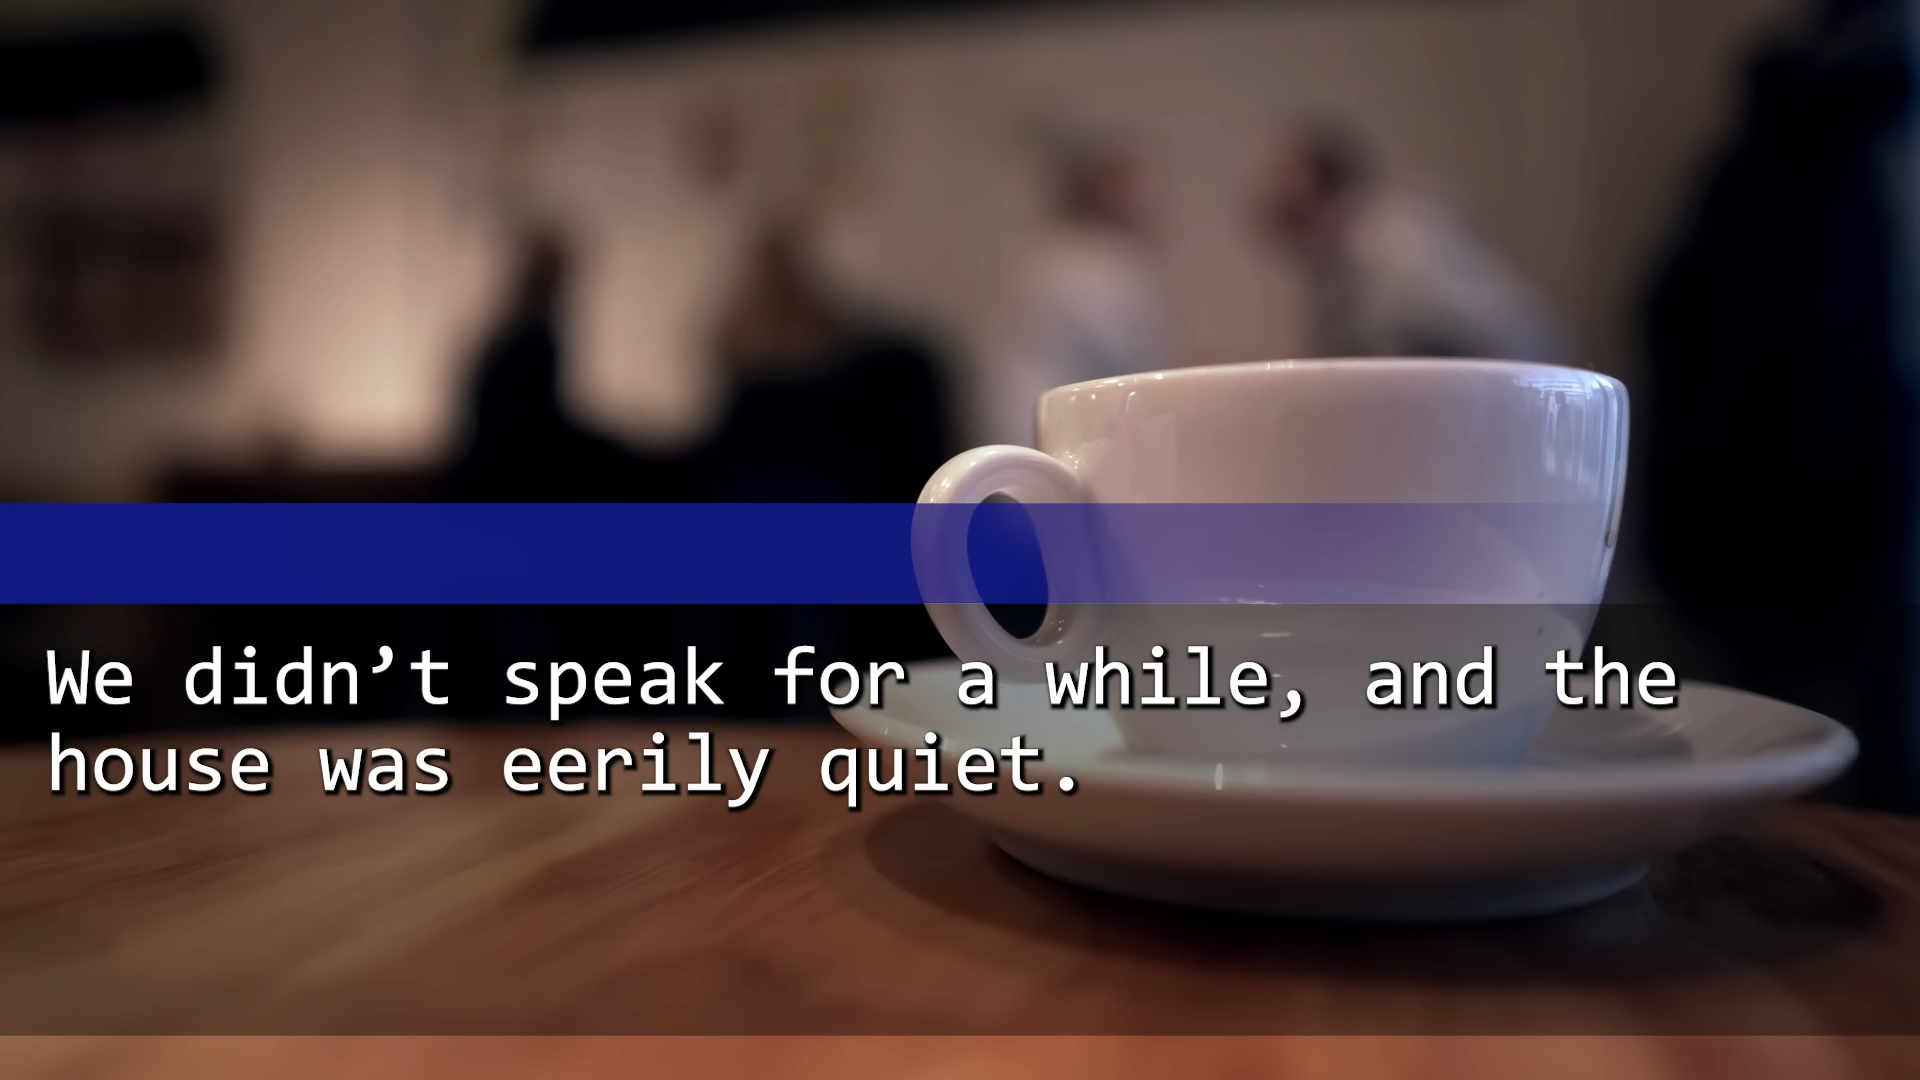 We didn’t speak for a while, and the
house was eerily quiet.